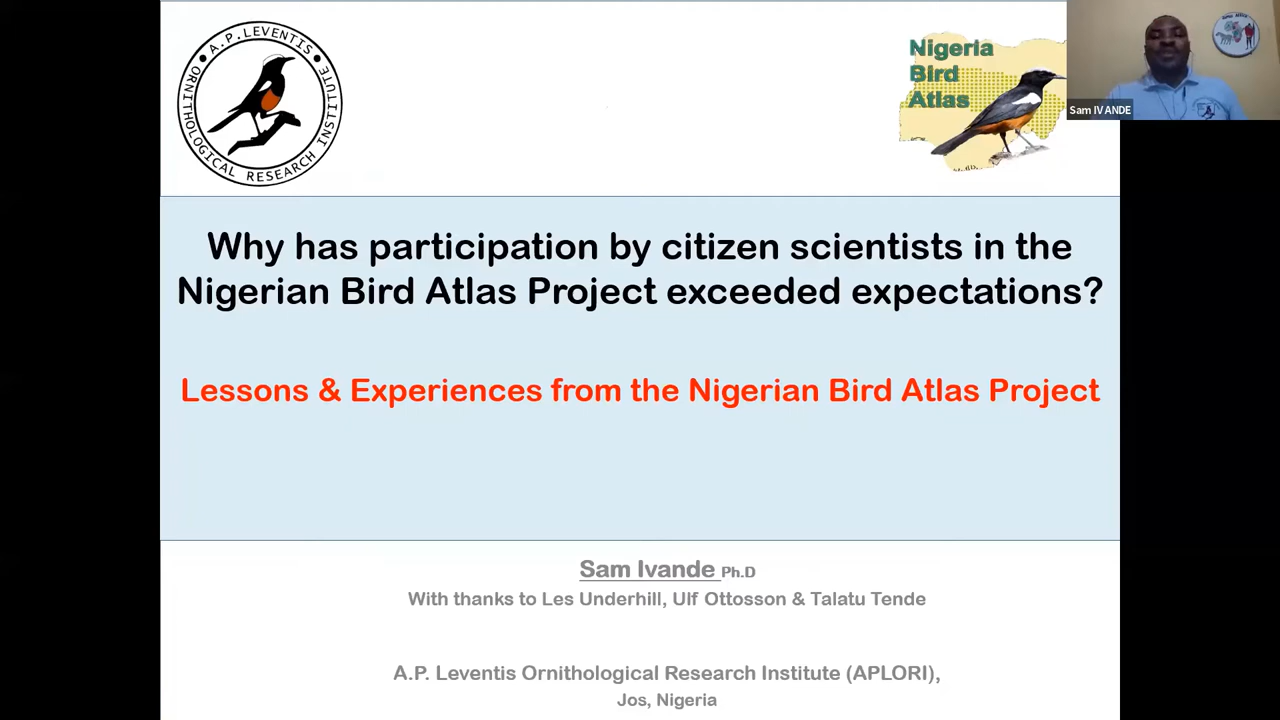 A.P. LEVENTIS
ORNITHOLOGICAL RESEARCH INSTITUTE
Nigeria
Bird
Atlas
Sam IVANDE
Why has participation by citizen scientists in the
Nigerian Bird Atlas Project exceeded expectations?
Lessons & Experiences from the Nigerian Bird Atlas Project
Sam Ivande Ph.D
With thanks to Les Underhill, Ulf Ottosson & Talatu Tende
A.P. Leventis Ornithological Research Institute (APLORI),
Jos, Nigeria